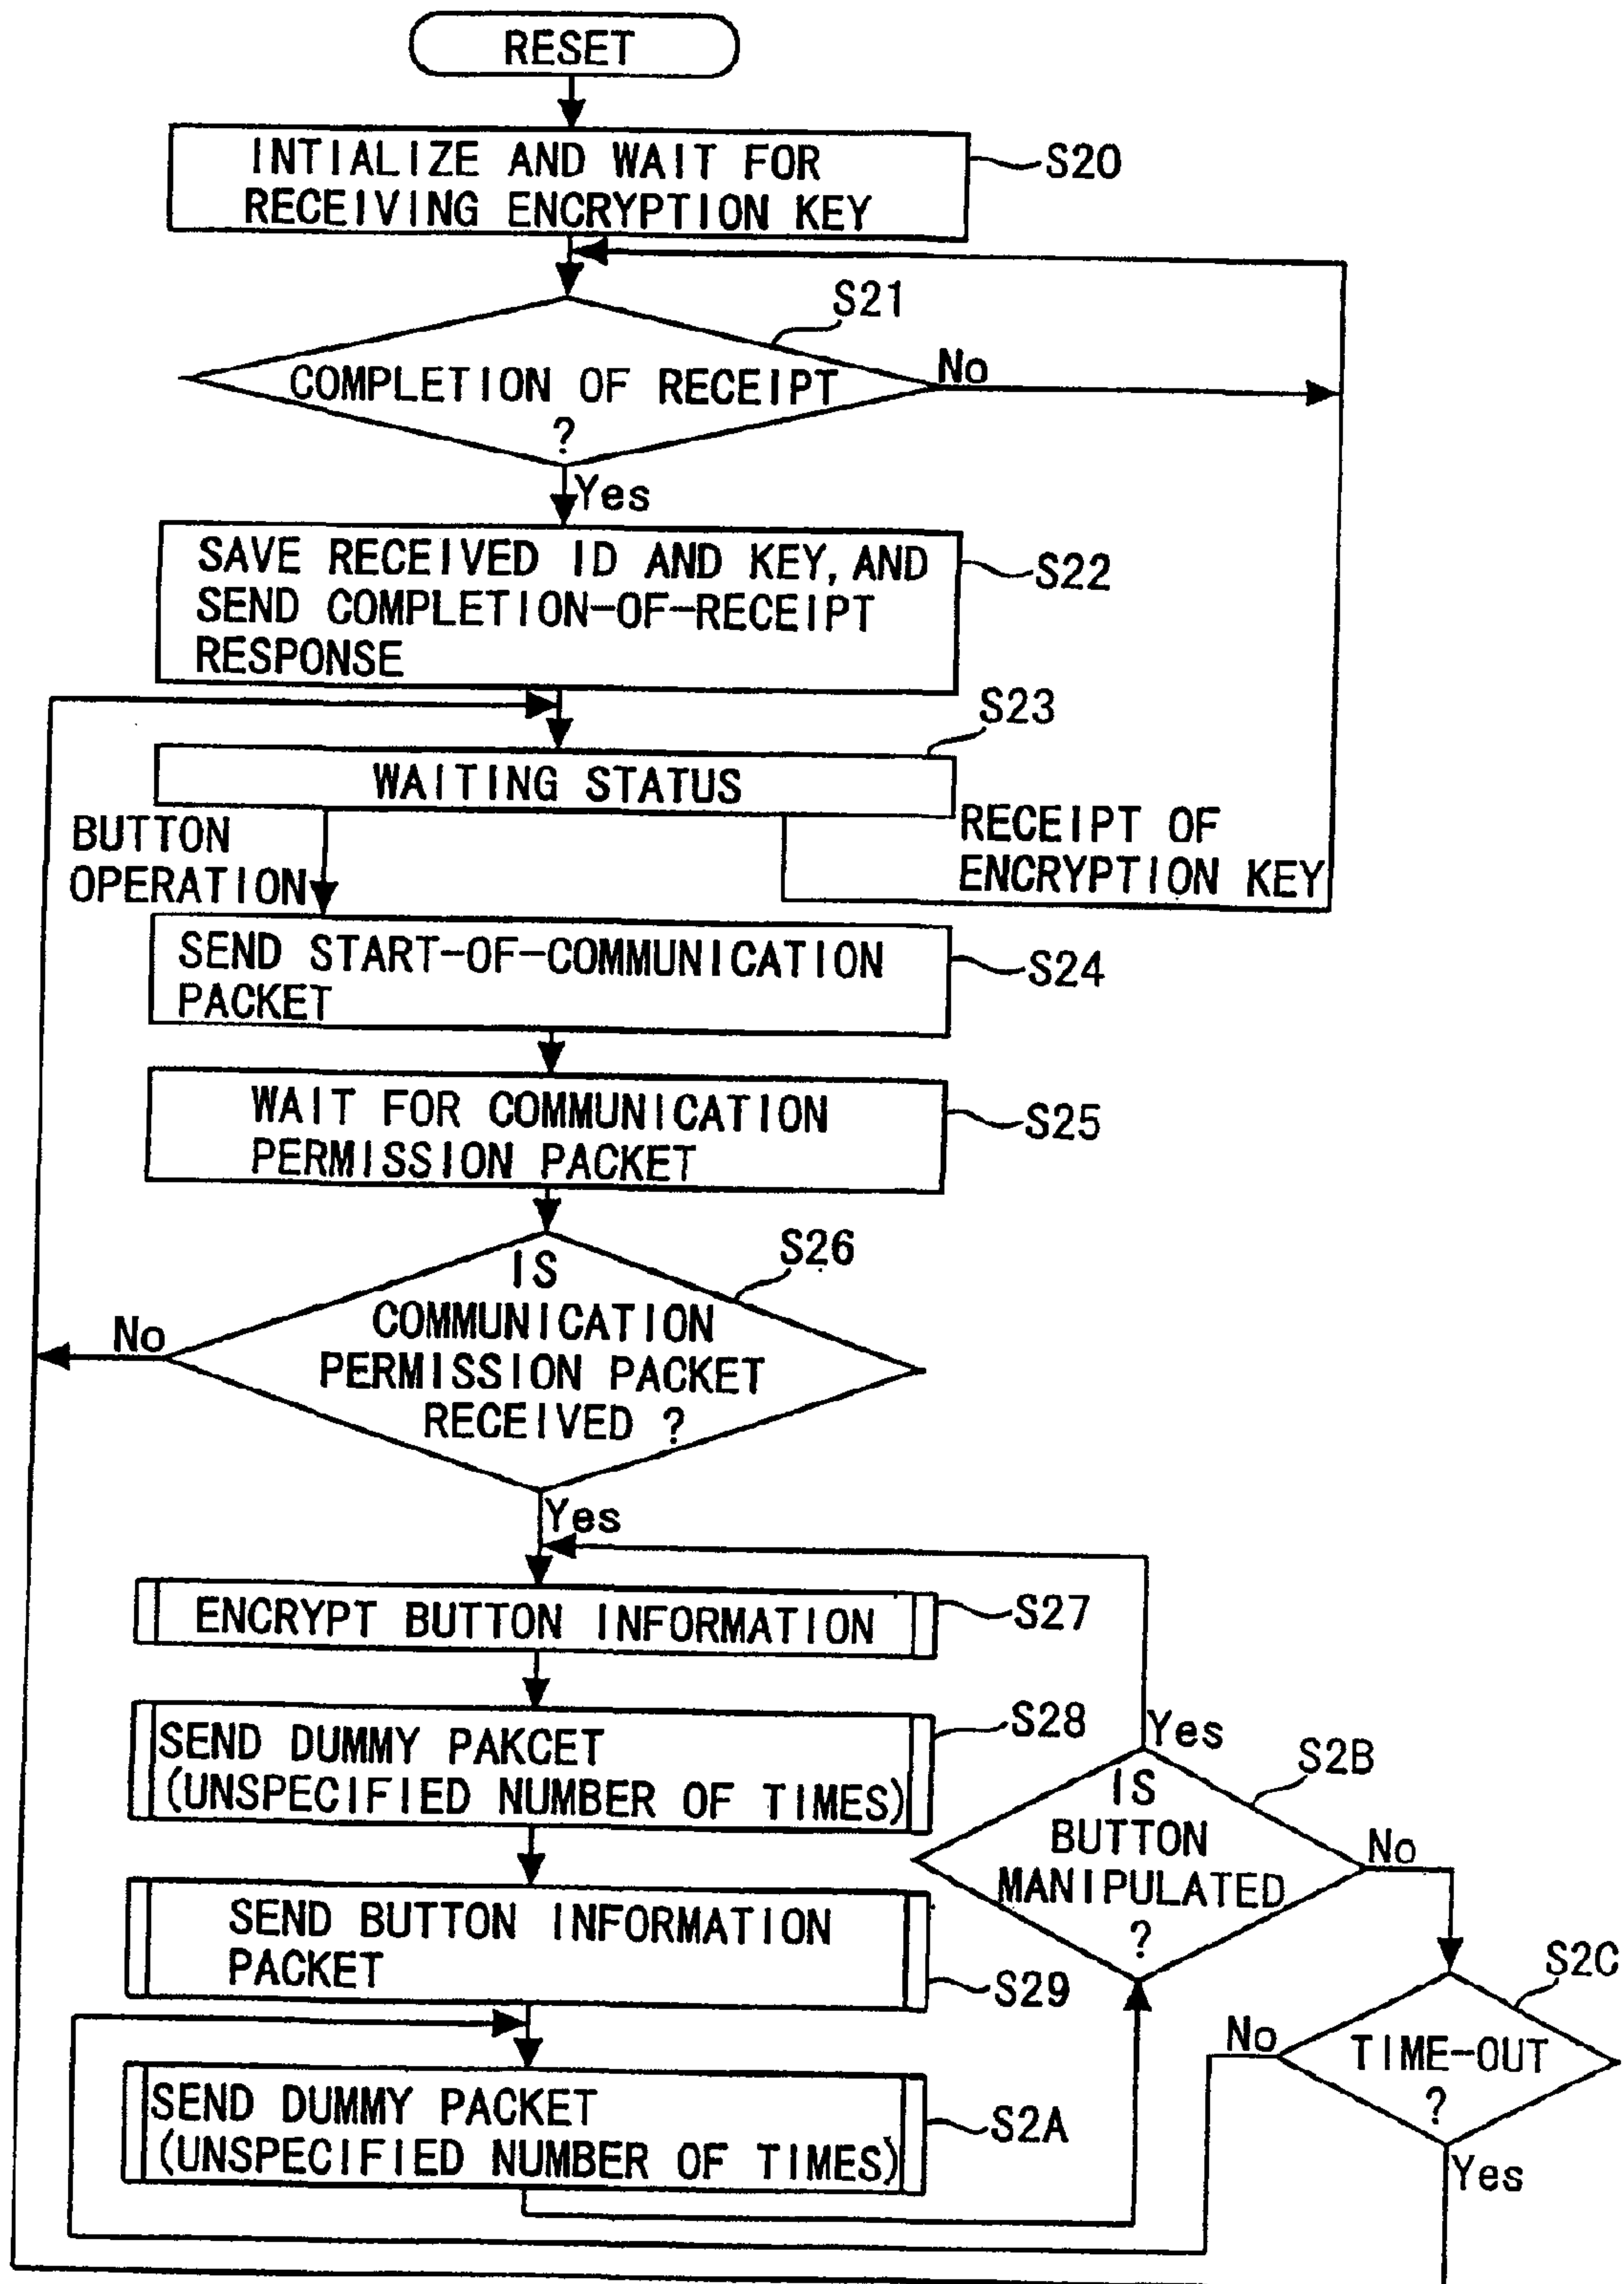 RESET
INTIALIZE AND WAIT FOR
RECEIVING ENCRYPTION KEY
S20
S21
COMPLETION OF RECEIPT
?
No
Yes
SAVE RECEIVED ID AND KEY, AND
SEND COMPLETION-OF-RECEIPT
RESPONSE
S22
S23
WAITING STATUS
BUTTON
OPERATION
RECEIPT OF
ENCRYPTION KEY
SEND START-OF-COMMUNICATION
PACKET
S24
WAIT FOR COMMUNICATION
PERMISSION PACKET
S25
S26
IS
COMMUNICATION
PERMISSION PACKET
RECEIVED ?
No
Yes
ENCRYPT BUTTON INFORMATION
S27
SEND DUMMY PAKCET
(UNSPECIFIED NUMBER OF TIMES)
S28
Yes
S2B
IS
BUTTON
MANIPULATED
?
No
SEND BUTTON INFORMATION
PACKET
S29
S2C
No
TIME-OUT
?
Yes
SEND DUMMY PACKET
(UNSPECIFIED NUMBER OF TIMES)
S2A